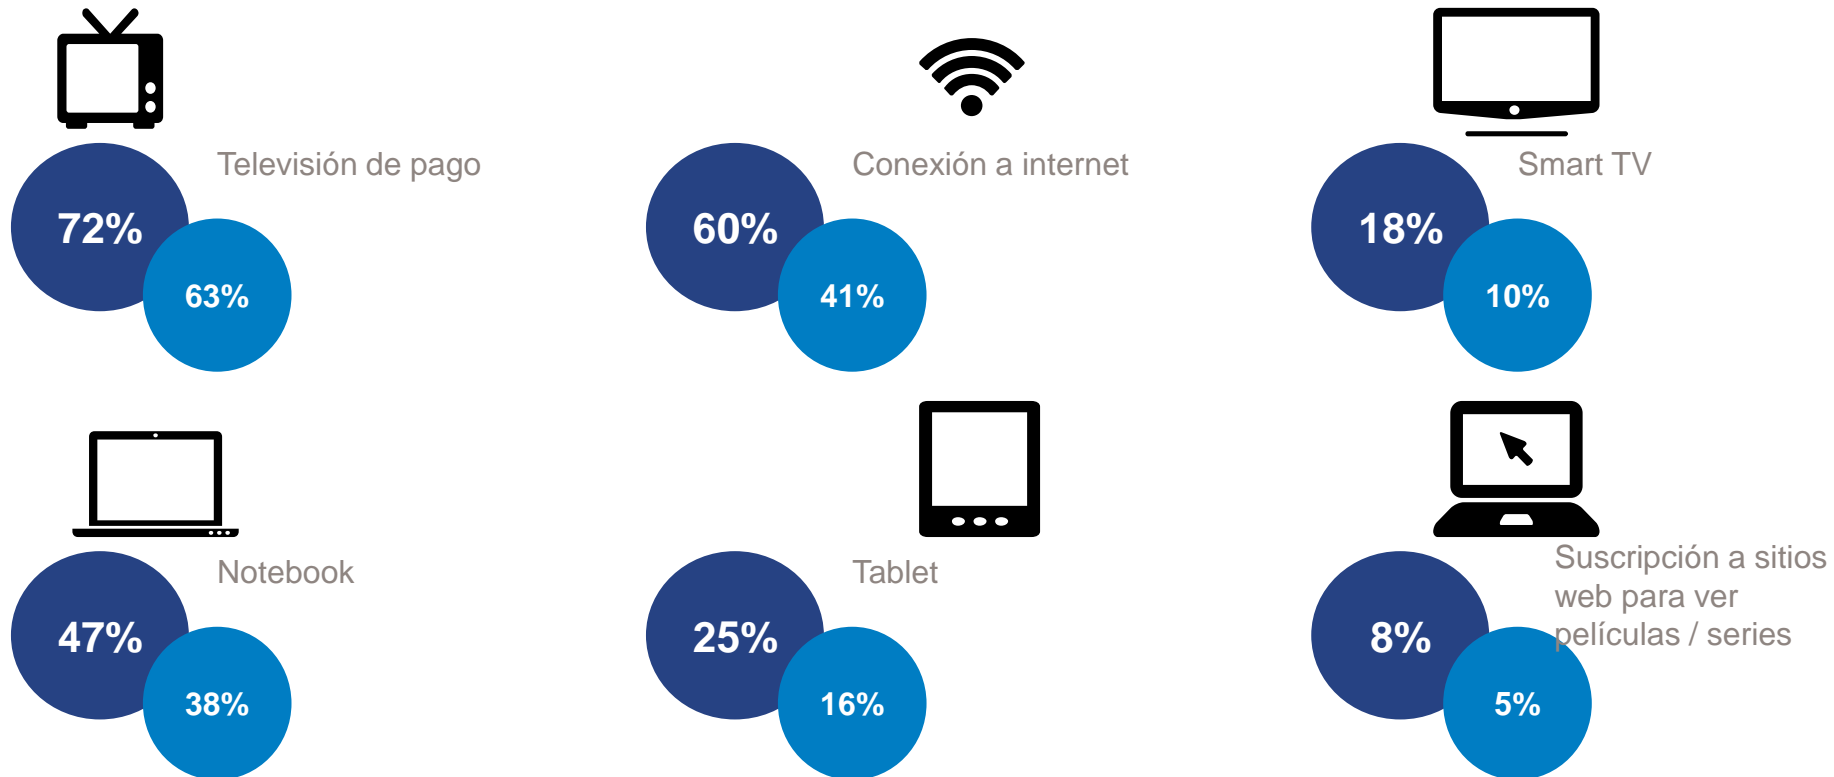 Televisión de pago
72%
63%
Conexión a internet
60%
41%
Smart TV
18%
10%
Notebook
47%
38%
Tablet
25%
16%
Suscripción a sitios
web para ver
películas / series
8%
5%